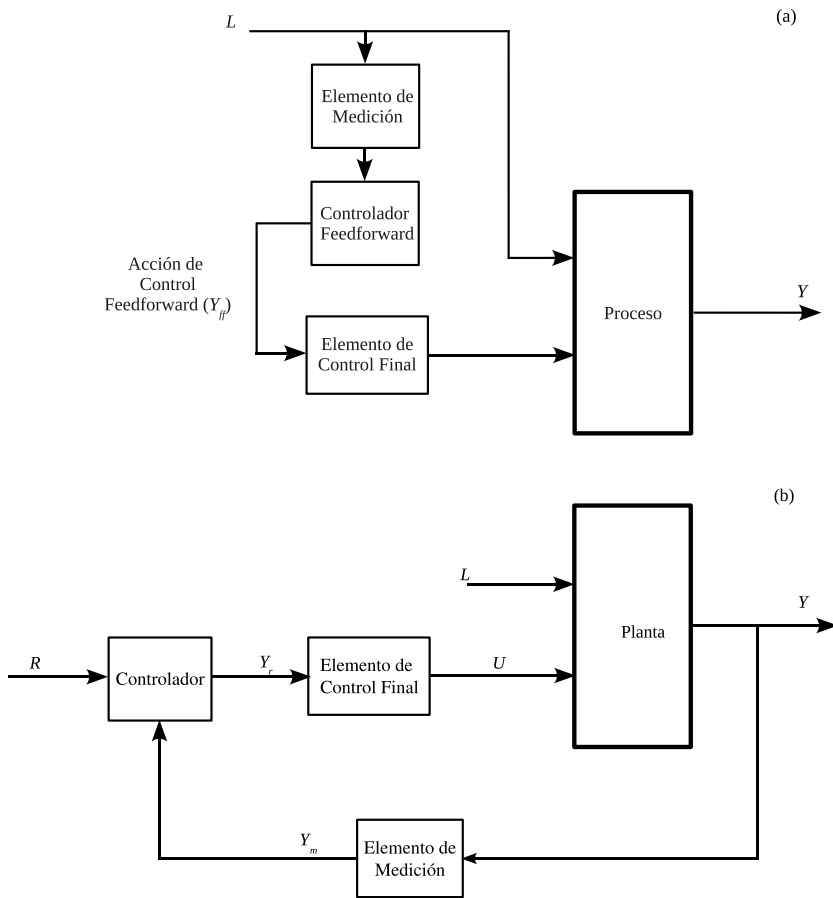 (a)
L
Elemento de
Medición
Controlador
Feedforward
Acción de
Control
Feedforward (Yff)
Elemento de
Control Final
Proceso
Y
(b)
L
Planta
Y
R
Controlador
Yr
Elemento de
Control Final
U
Ym
Elemento de
Medición